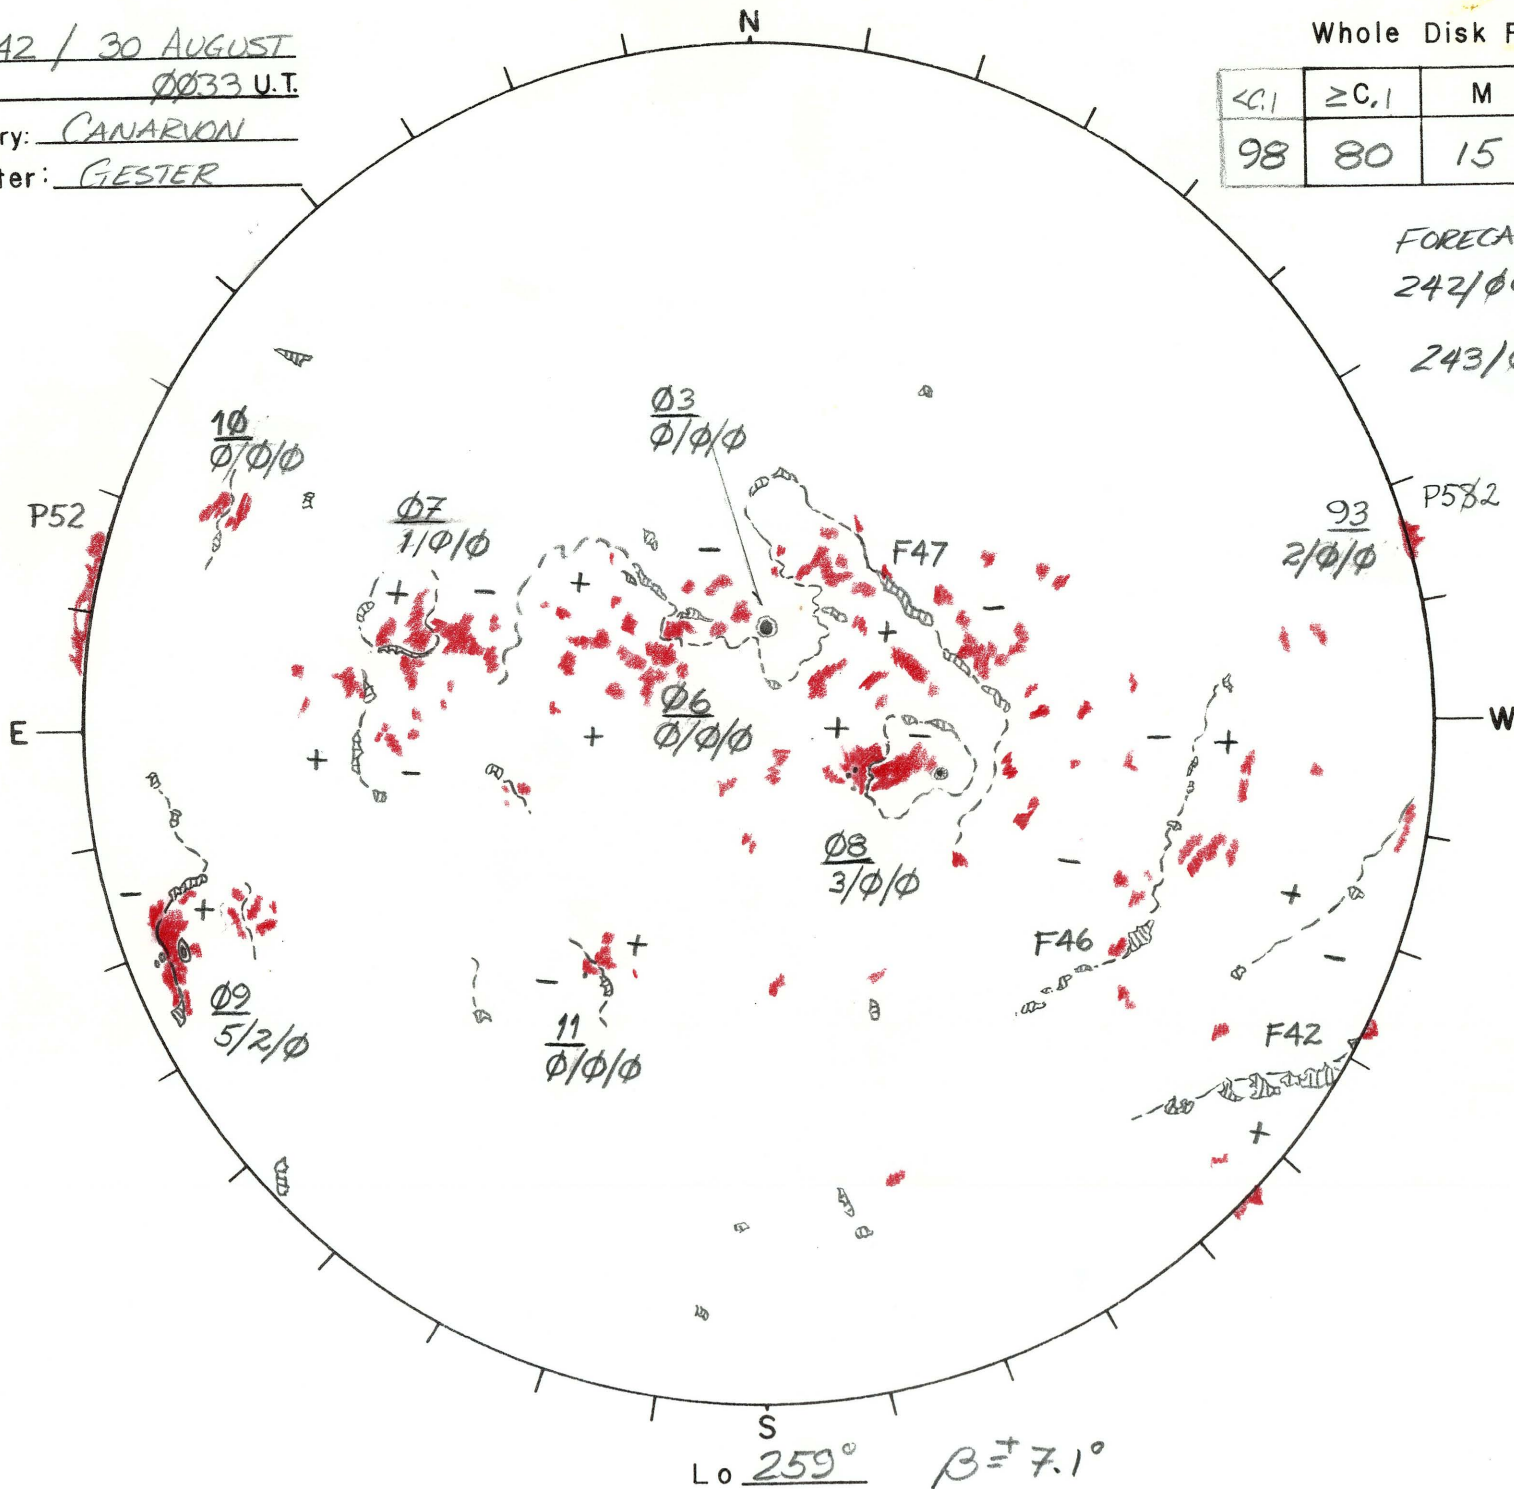 42 / 30 AUGUST
ØØ33 U.T.
ry: CANARVON
ter: GESTER
N
Whole Disk F
<C.1 ≥C.1 M
98 80 15
FORECA
242/Ø
243/
10
Ø/Ø/Ø
Ø3
Ø/Ø/Ø
P52
Ø7
1/Ø/Ø
F47
93
2/Ø/Ø
P582
Ø6
Ø/Ø/Ø
E
W
Ø8
3/Ø/Ø
F46
Ø9
5/2/Ø
11
Ø/Ø/Ø
F42
S
Lo 259° β=+7.1°